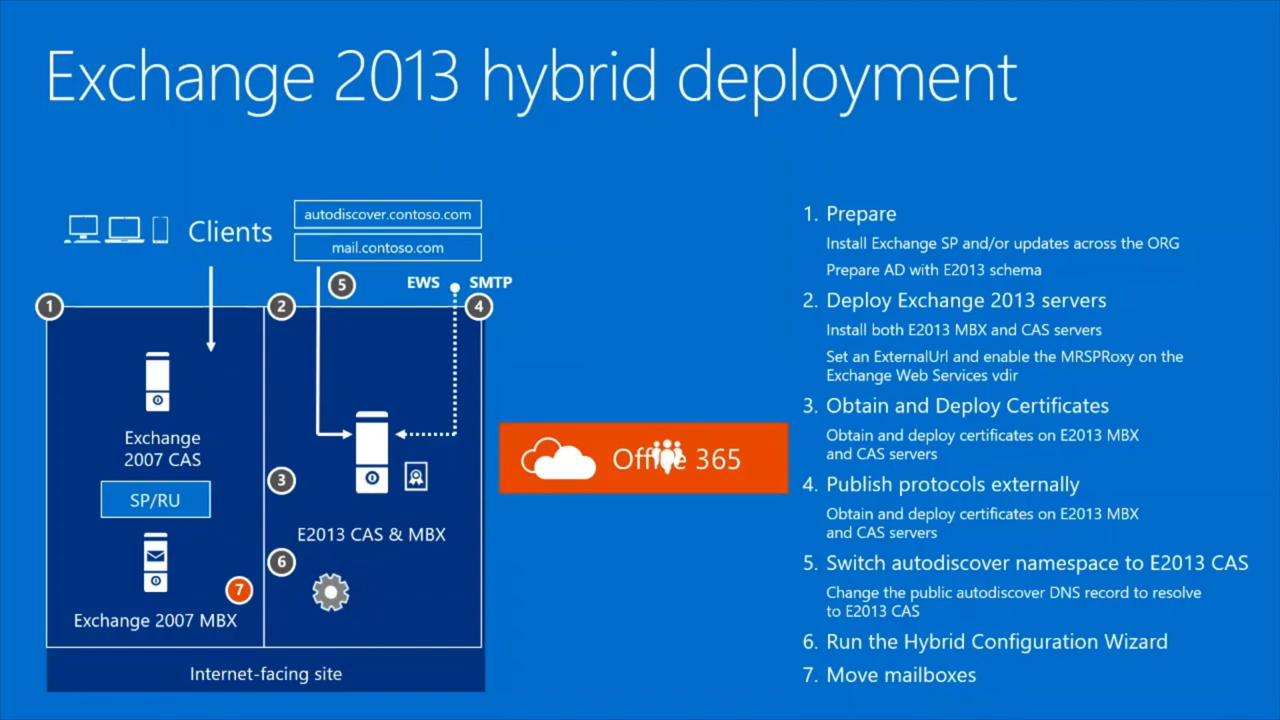 Exchange 2013 hybrid deployment
Clients
autodiscover.contoso.com
mail.contoso.com
5
EWS
SMTP
1
2
4
Exchange
2007 CAS
SP/RU
3
E2013 CAS & MBX
6
7
Exchange 2007 MBX
Internet-facing site
Office 365
1. Prepare
Install Exchange SP and/or updates across the ORG
Prepare AD with E2013 schema
2. Deploy Exchange 2013 servers
Install both E2013 MBX and CAS servers
Set an ExternalUrl and enable the MRSPRoxy on the
Exchange Web Services vdir
3. Obtain and Deploy Certificates
Obtain and deploy certificates on E2013 MBX
and CAS servers
4. Publish protocols externally
Obtain and deploy certificates on E2013 MBX
and CAS servers
5. Switch autodiscover namespace to E2013 CAS
Change the public autodiscover DNS record to resolve
to E2013 CAS
6. Run the Hybrid Configuration Wizard
7. Move mailboxes